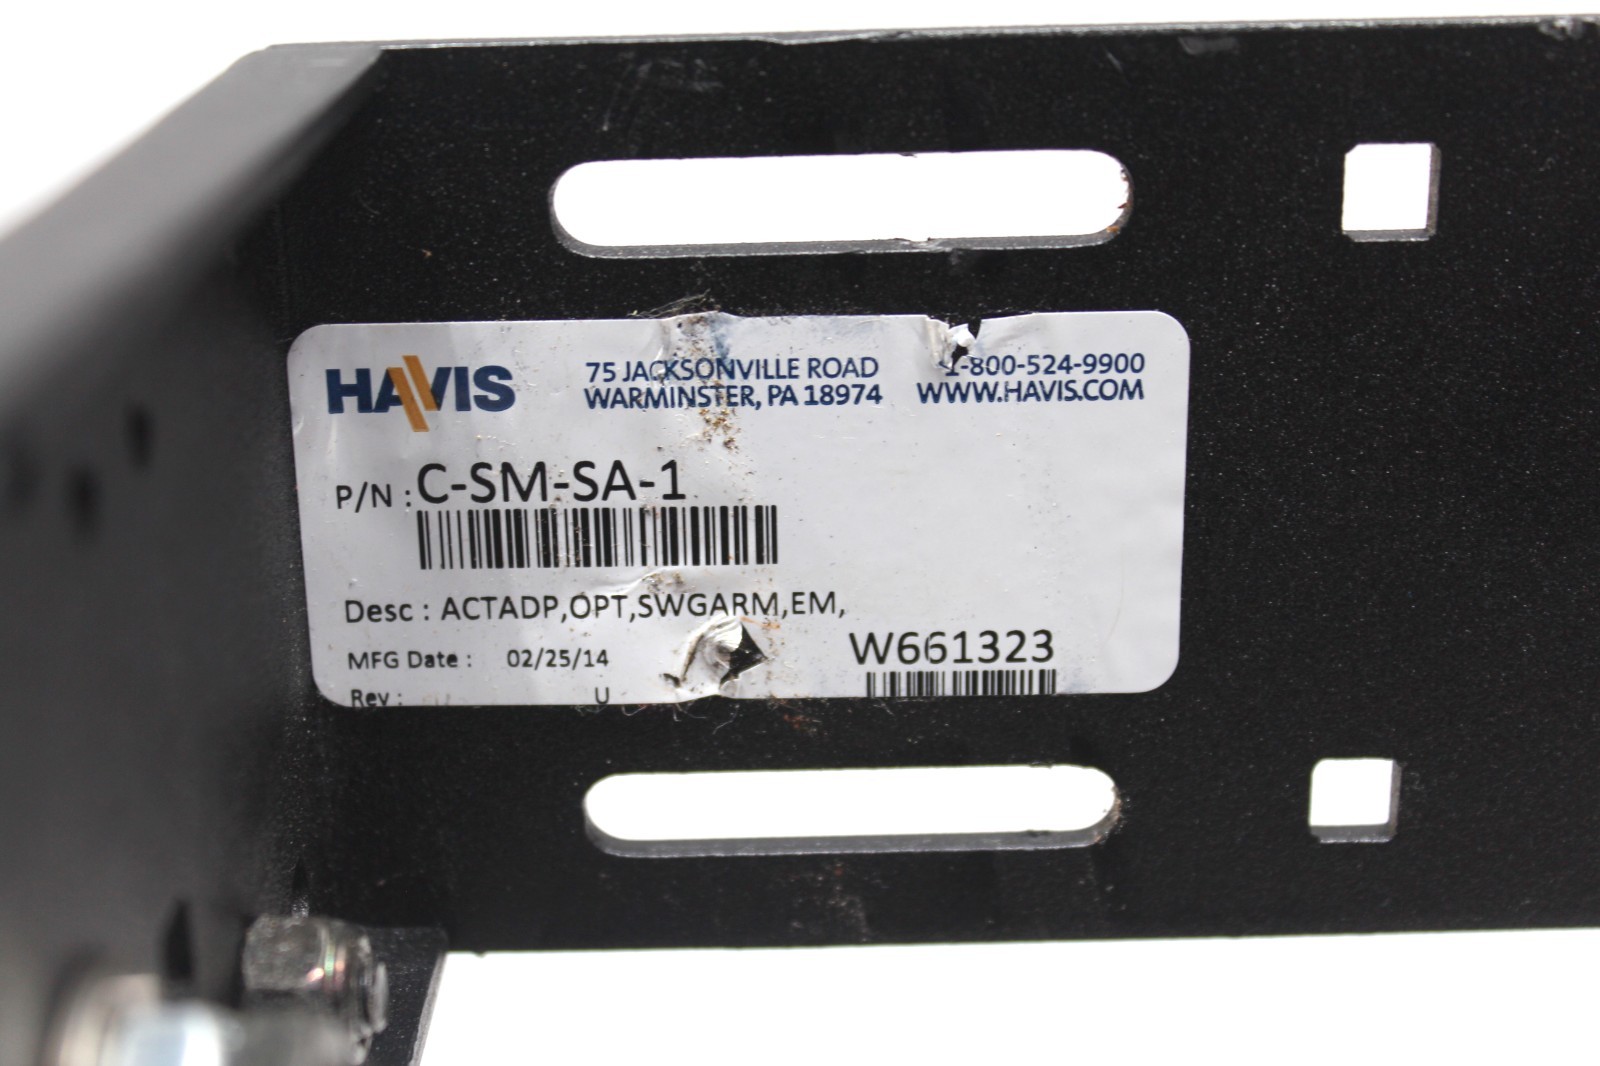 HAVIS
75 JACKSONVILLE ROAD
WARMINSTER, PA 18974
1-800-524-9900
WWW.HAVIS.COM
P/N : C-SM-SA-1
Desc : ACTADP,OPT,SWGARM,EM,
MFG Date : 02/25/14
W661323
Rev : U